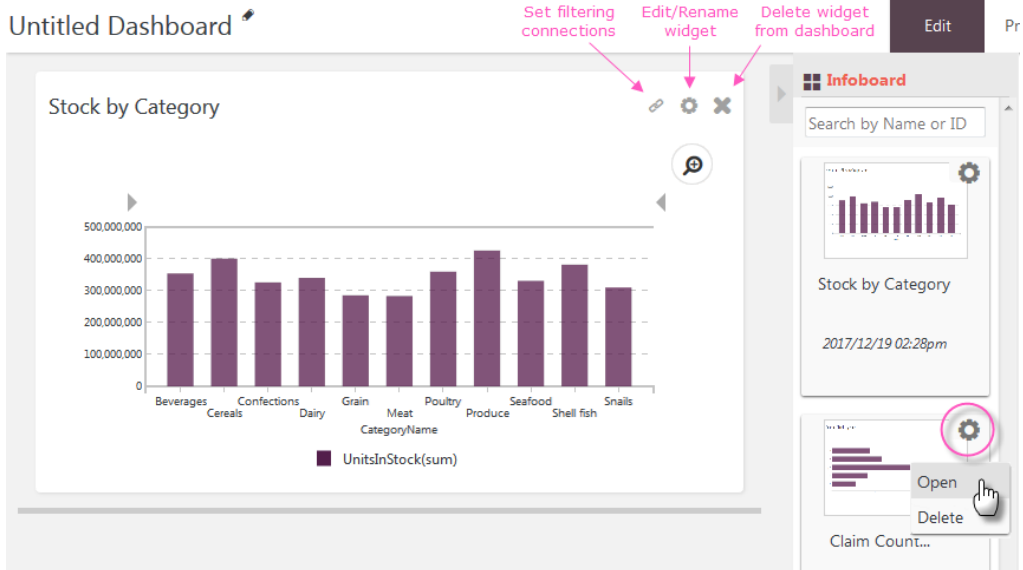 Untitled Dashboard
Set filtering
connections
Edit/Rename
widget
Delete widget
from dashboard
Edit
Pr
Stock by Category
500,000,000
400,000,000
300,000,000
200,000,000
100,000,000
0
Beverages
Cereals
Confections
Dairy
Grain
Meat
Poultry
Produce
Seafood
Shell fish
Snails
CategoryName
UnitsInStock(sum)
Infoboard
Search by Name or ID
Stock by Category
2017/12/19 02:28pm
Open
Delete
Claim Count...